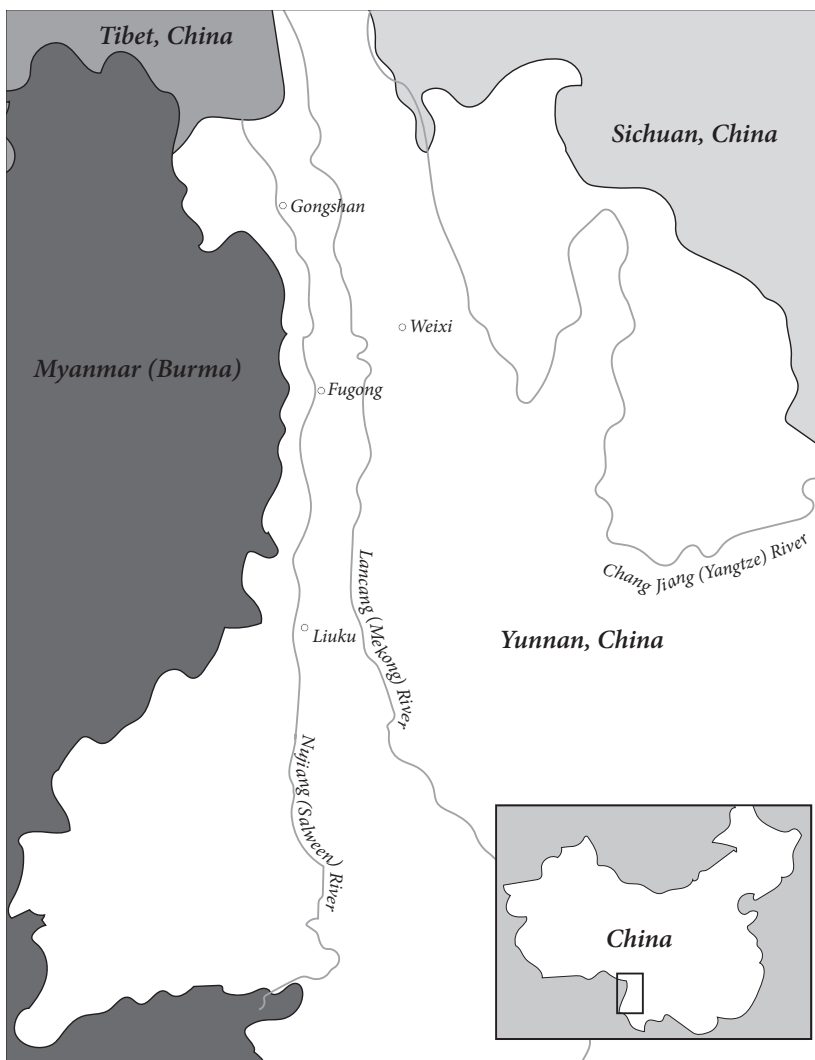 Tibet, China
Sichuan, China
Gongshan
Weixi
Myanmar (Burma)
Fugong
Chang Jiang (Yangtze) River
Lancang (Mekong) River
Liuku
Yunnan, China
Nujiang (Salween) River
China